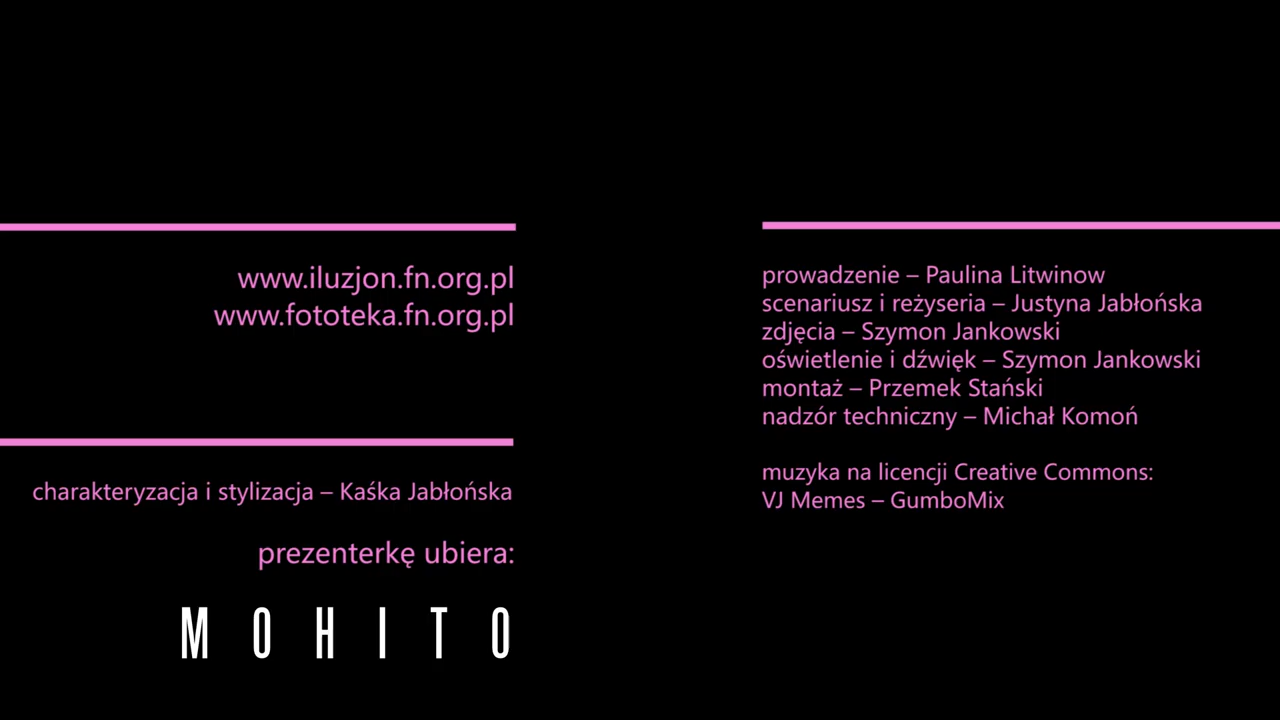 www.iluzjon.fn.org.pl
www.fototeka.fn.org.pl
charakteryzacja i stylizacja – Kaśka Jabłońska
prezenterkę ubiera:
MOHITO
prowadzenie – Paulina Litwinow
scenariusz i reżyseria – Justyna Jabłońska
zdjęcia – Szymon Jankowski
oświetlenie i dźwięk – Szymon Jankowski
montaż – Przemek Stański
nadzór techniczny – Michał Komoń
muzyka na licencji Creative Commons:
VJ Memes – GumboMix